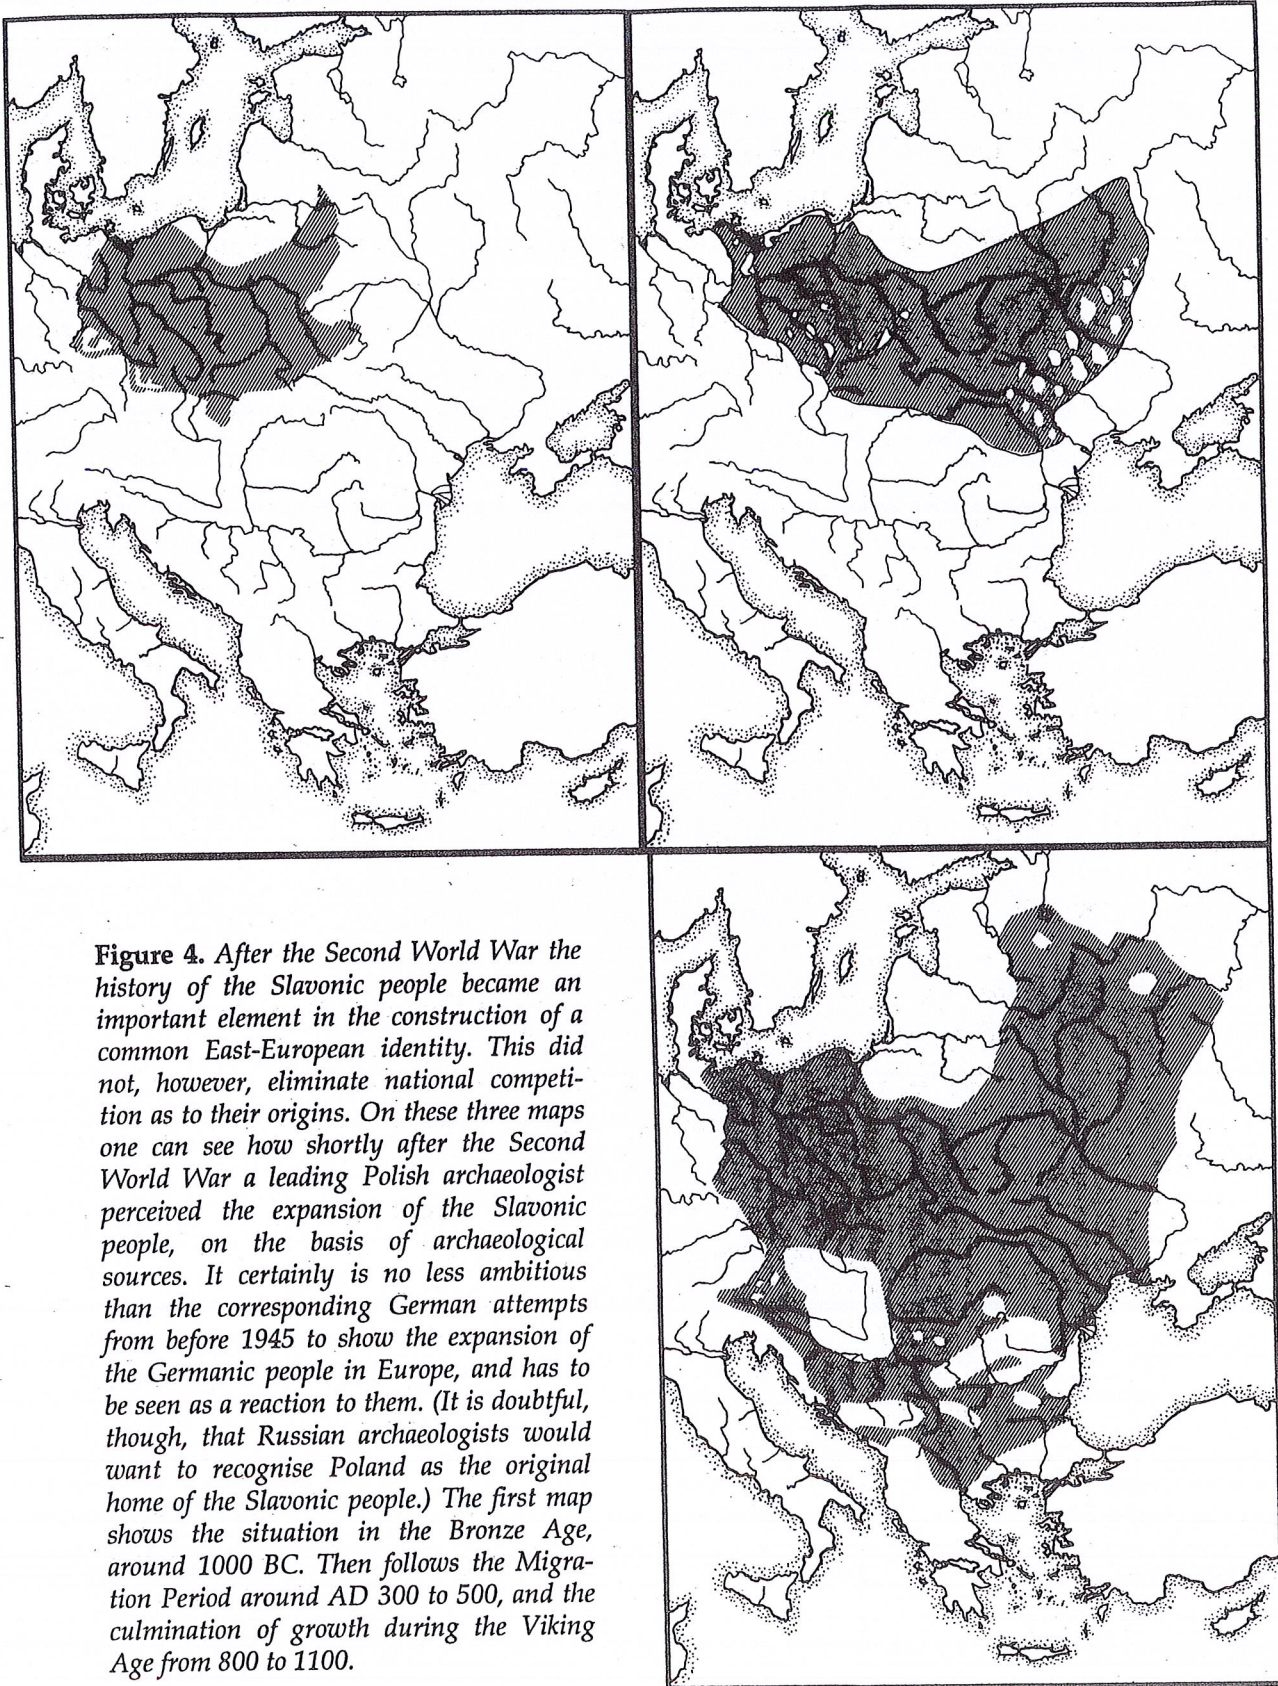 Figure 4. After the Second World War the
history of the Slavonic people became an
important element in the construction of a
common East-European identity. This did
not, however, eliminate national competi-
tion as to their origins. On these three maps
one can see how shortly after the Second
World War a leading Polish archaeologist
perceived the expansion of the Slavonic
people, on the basis of archaeological
sources. It certainly is no less ambitious
than the corresponding German attempts
from before 1945 to show the expansion of
the Germanic people in Europe, and has to
be seen as a reaction to them. (It is doubtful,
though, that Russian archaeologists would
want to recognise Poland as the original
home of the Slavonic people.) The first map
shows the situation in the Bronze Age,
around 1000 BC. Then follows the Migra-
tion Period around AD 300 to 500, and the
culmination of growth during the Viking
Age from 800 to 1100.